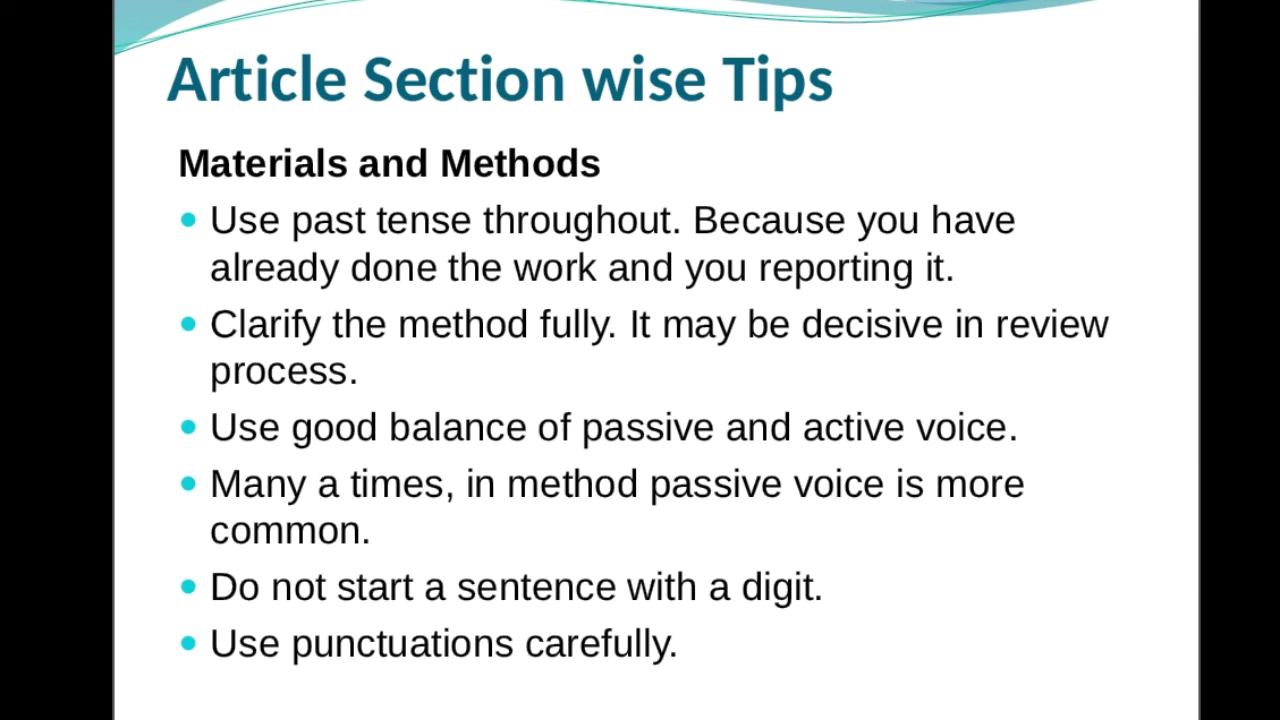 Article Section wise Tips
Materials and Methods
Use past tense throughout. Because you have
already done the work and you reporting it.
Clarify the method fully. It may be decisive in review
process.
Use good balance of passive and active voice.
Many a times, in method passive voice is more
common.
Do not start a sentence with a digit.
Use punctuations carefully.